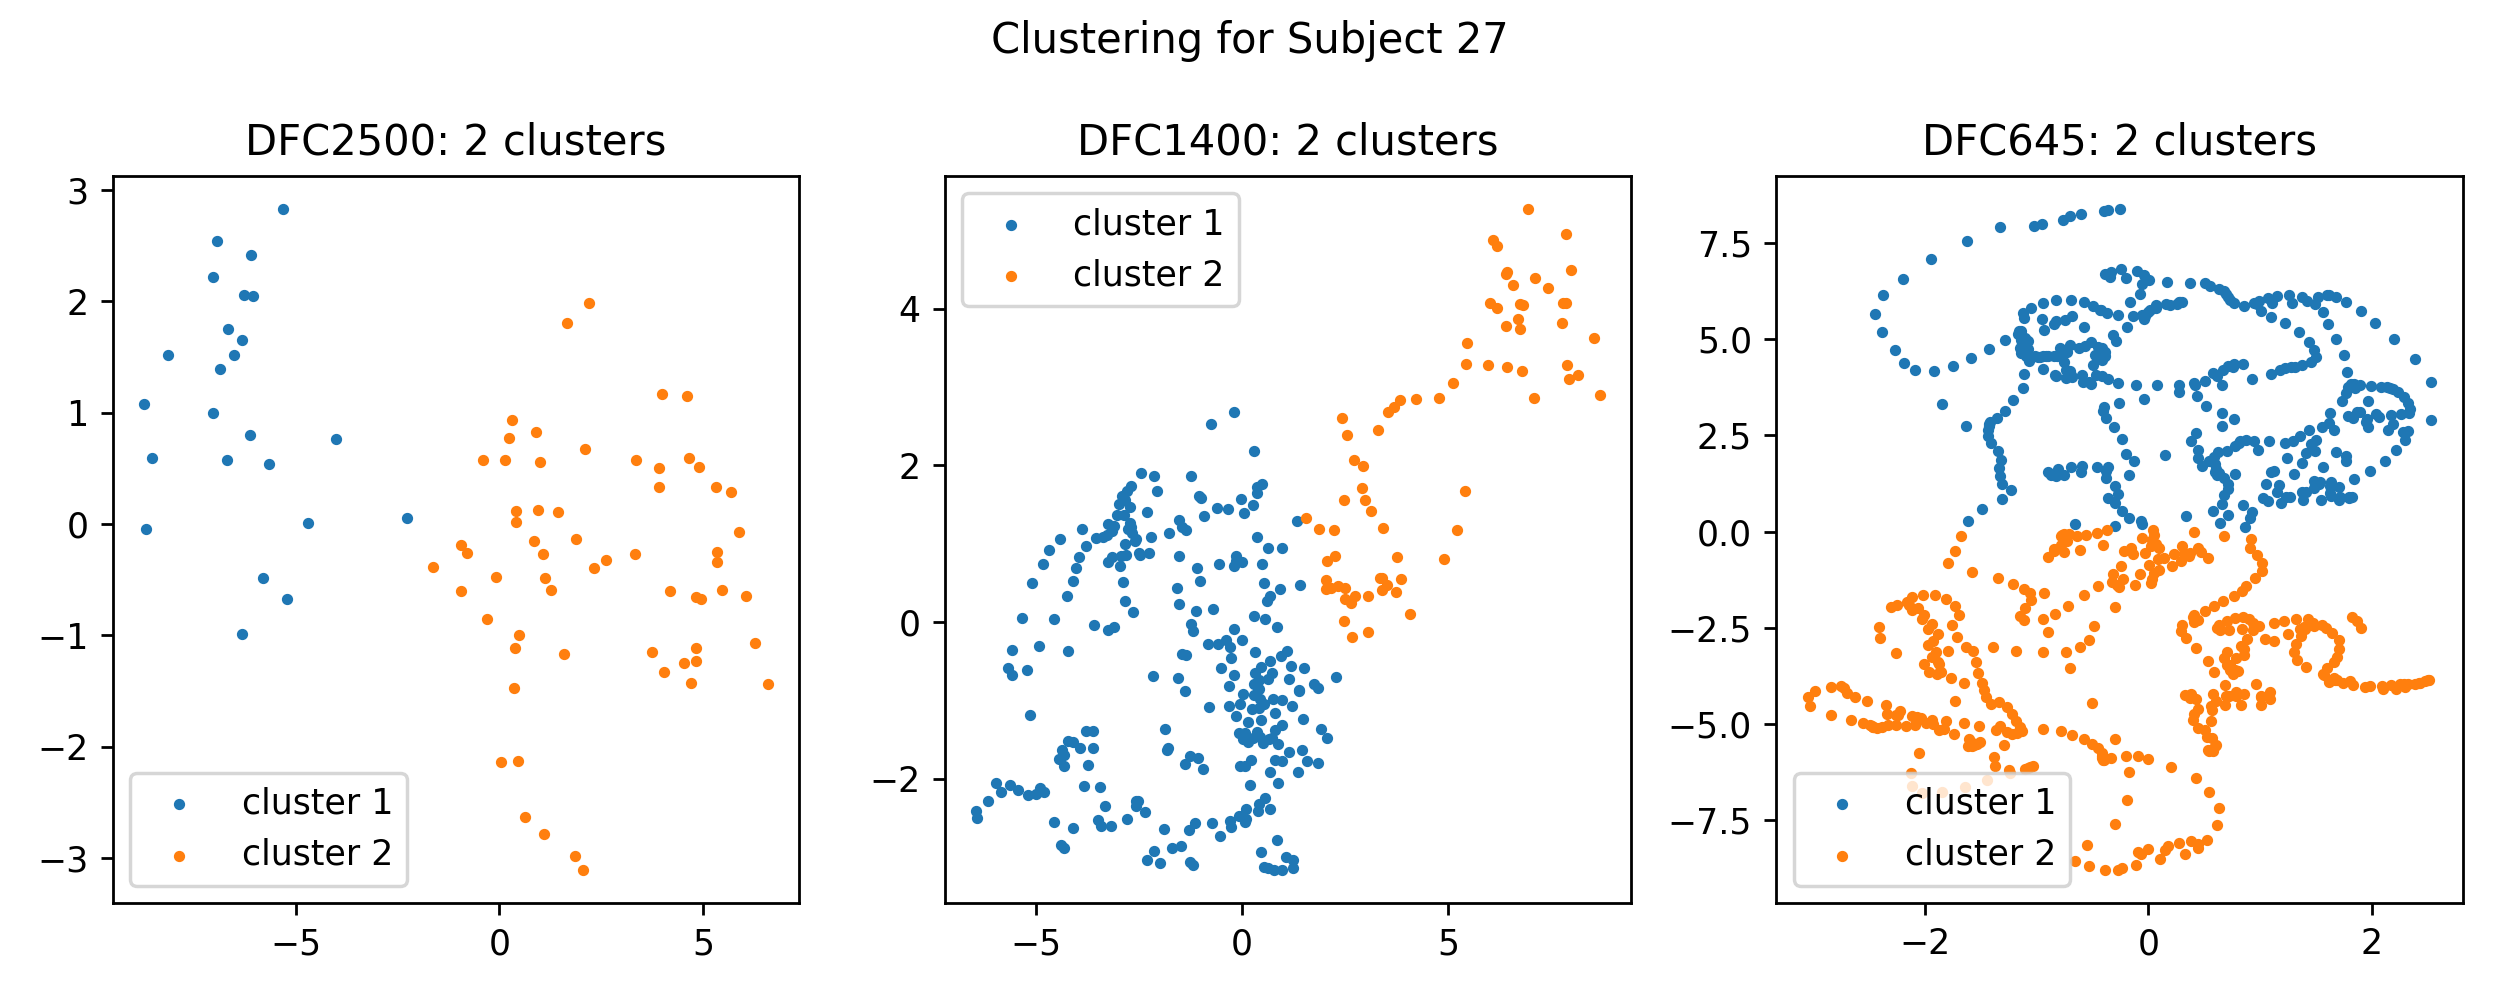 Clustering for Subject 27
DFC2500: 2 clusters
3
2
1
0
−1
−2
−3
−5
0
5
cluster 1
cluster 2
DFC1400: 2 clusters
4
2
0
−2
−5
0
5
cluster 1
cluster 2
DFC645: 2 clusters
7.5
5.0
2.5
0.0
−2.5
−5.0
−7.5
−2
0
2
cluster 1
cluster 2